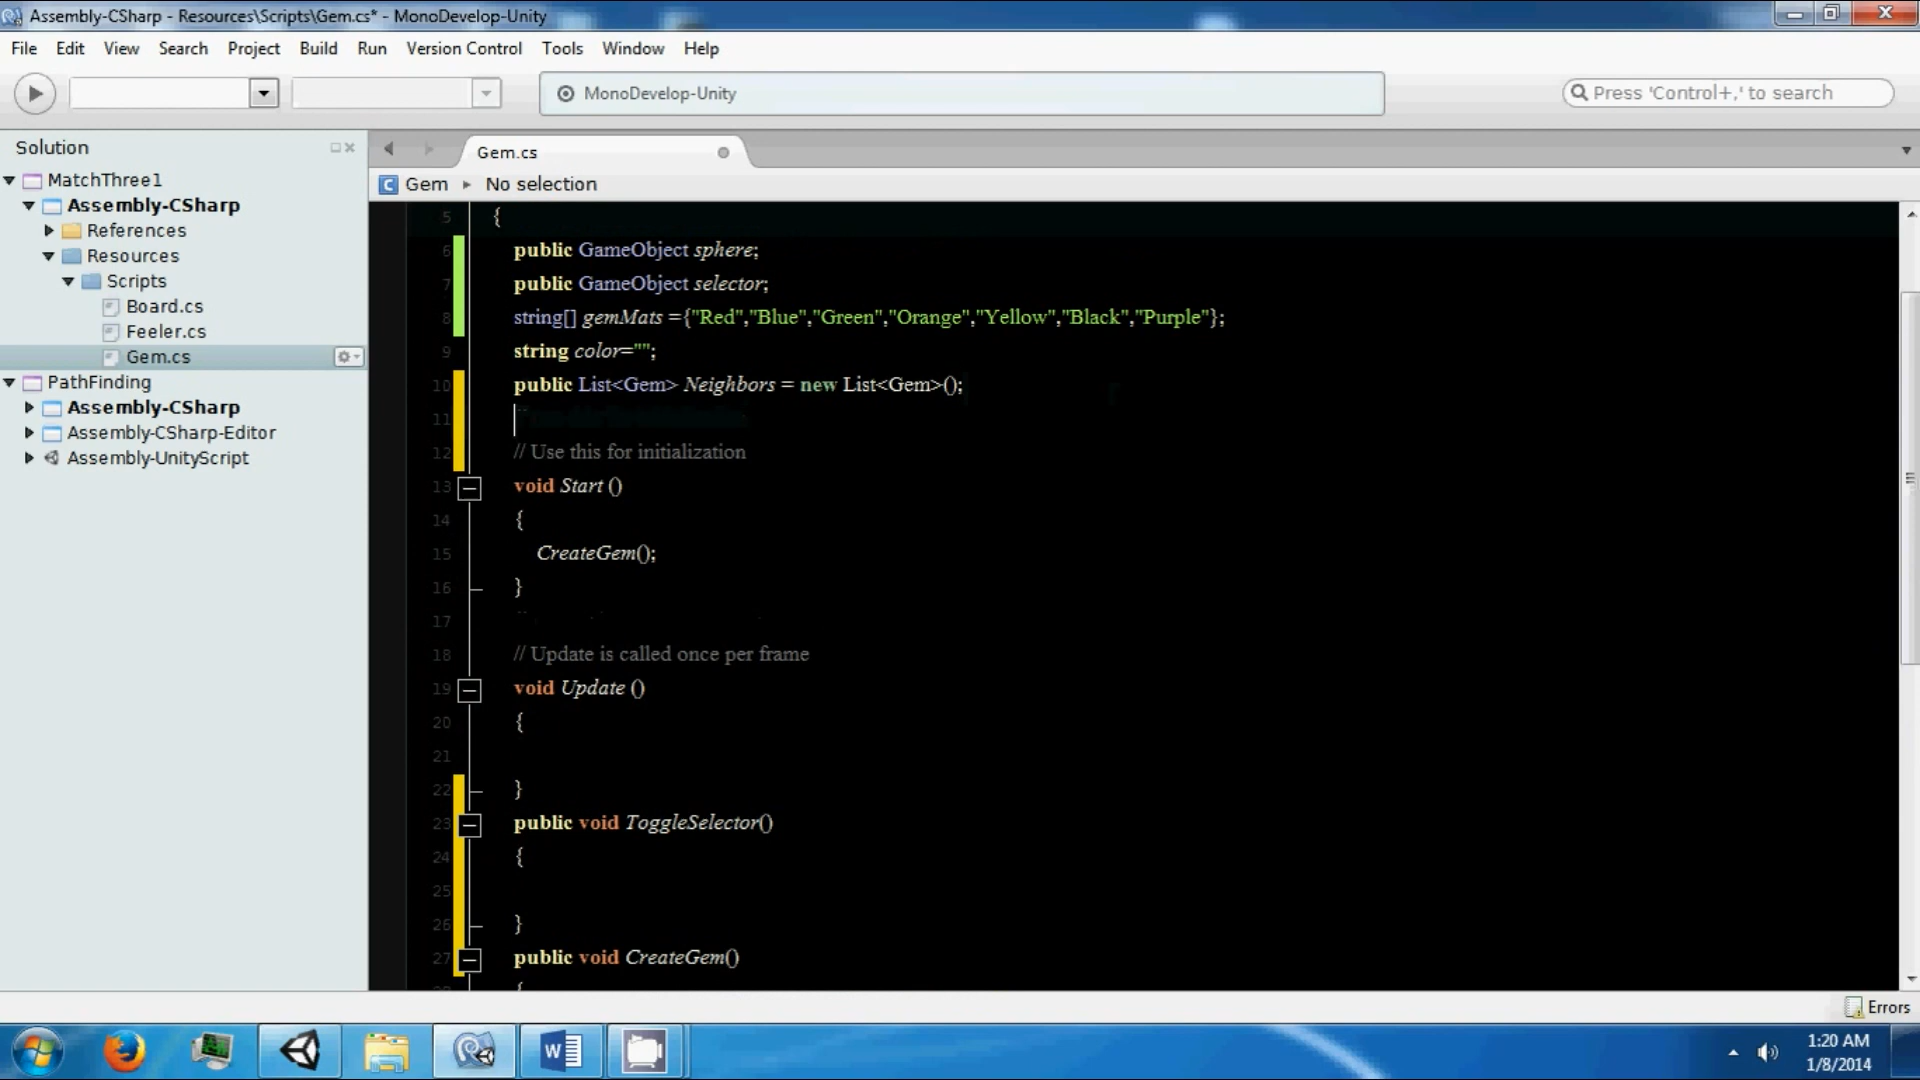 Assembly-CSharp - Resources\Scripts\Gem.cs* - MonoDevelop-Unity
File Edit View Search Project Build Run Version Control Tools Window Help
MonoDevelop-Unity
Press 'Control+,' to search
Solution
MatchThree1
Assembly-CSharp
References
Resources
Scripts
Board.cs
Feeler.cs
Gem.cs
PathFinding
Assembly-CSharp
Assembly-CSharp-Editor
Assembly-UnityScript
Gem.cs
Gem No selection
5 {
6 public GameObject sphere;
7 public GameObject selector;
8 string[] gemMats ={"Red","Blue","Green","Orange","Yellow","Black","Purple"};
9 string color="";
10 public List<Gem> Neighbors = new List<Gem>();
11
12 // Use this for initialization
13 void Start ()
14 {
15 CreateGem();
16 }
17
18 // Update is called once per frame
19 void Update ()
20 {
21
22 }
23 public void ToggleSelector()
24 {
25
26 }
27 public void CreateGem()
{
Errors
1:20 AM
1/8/2014